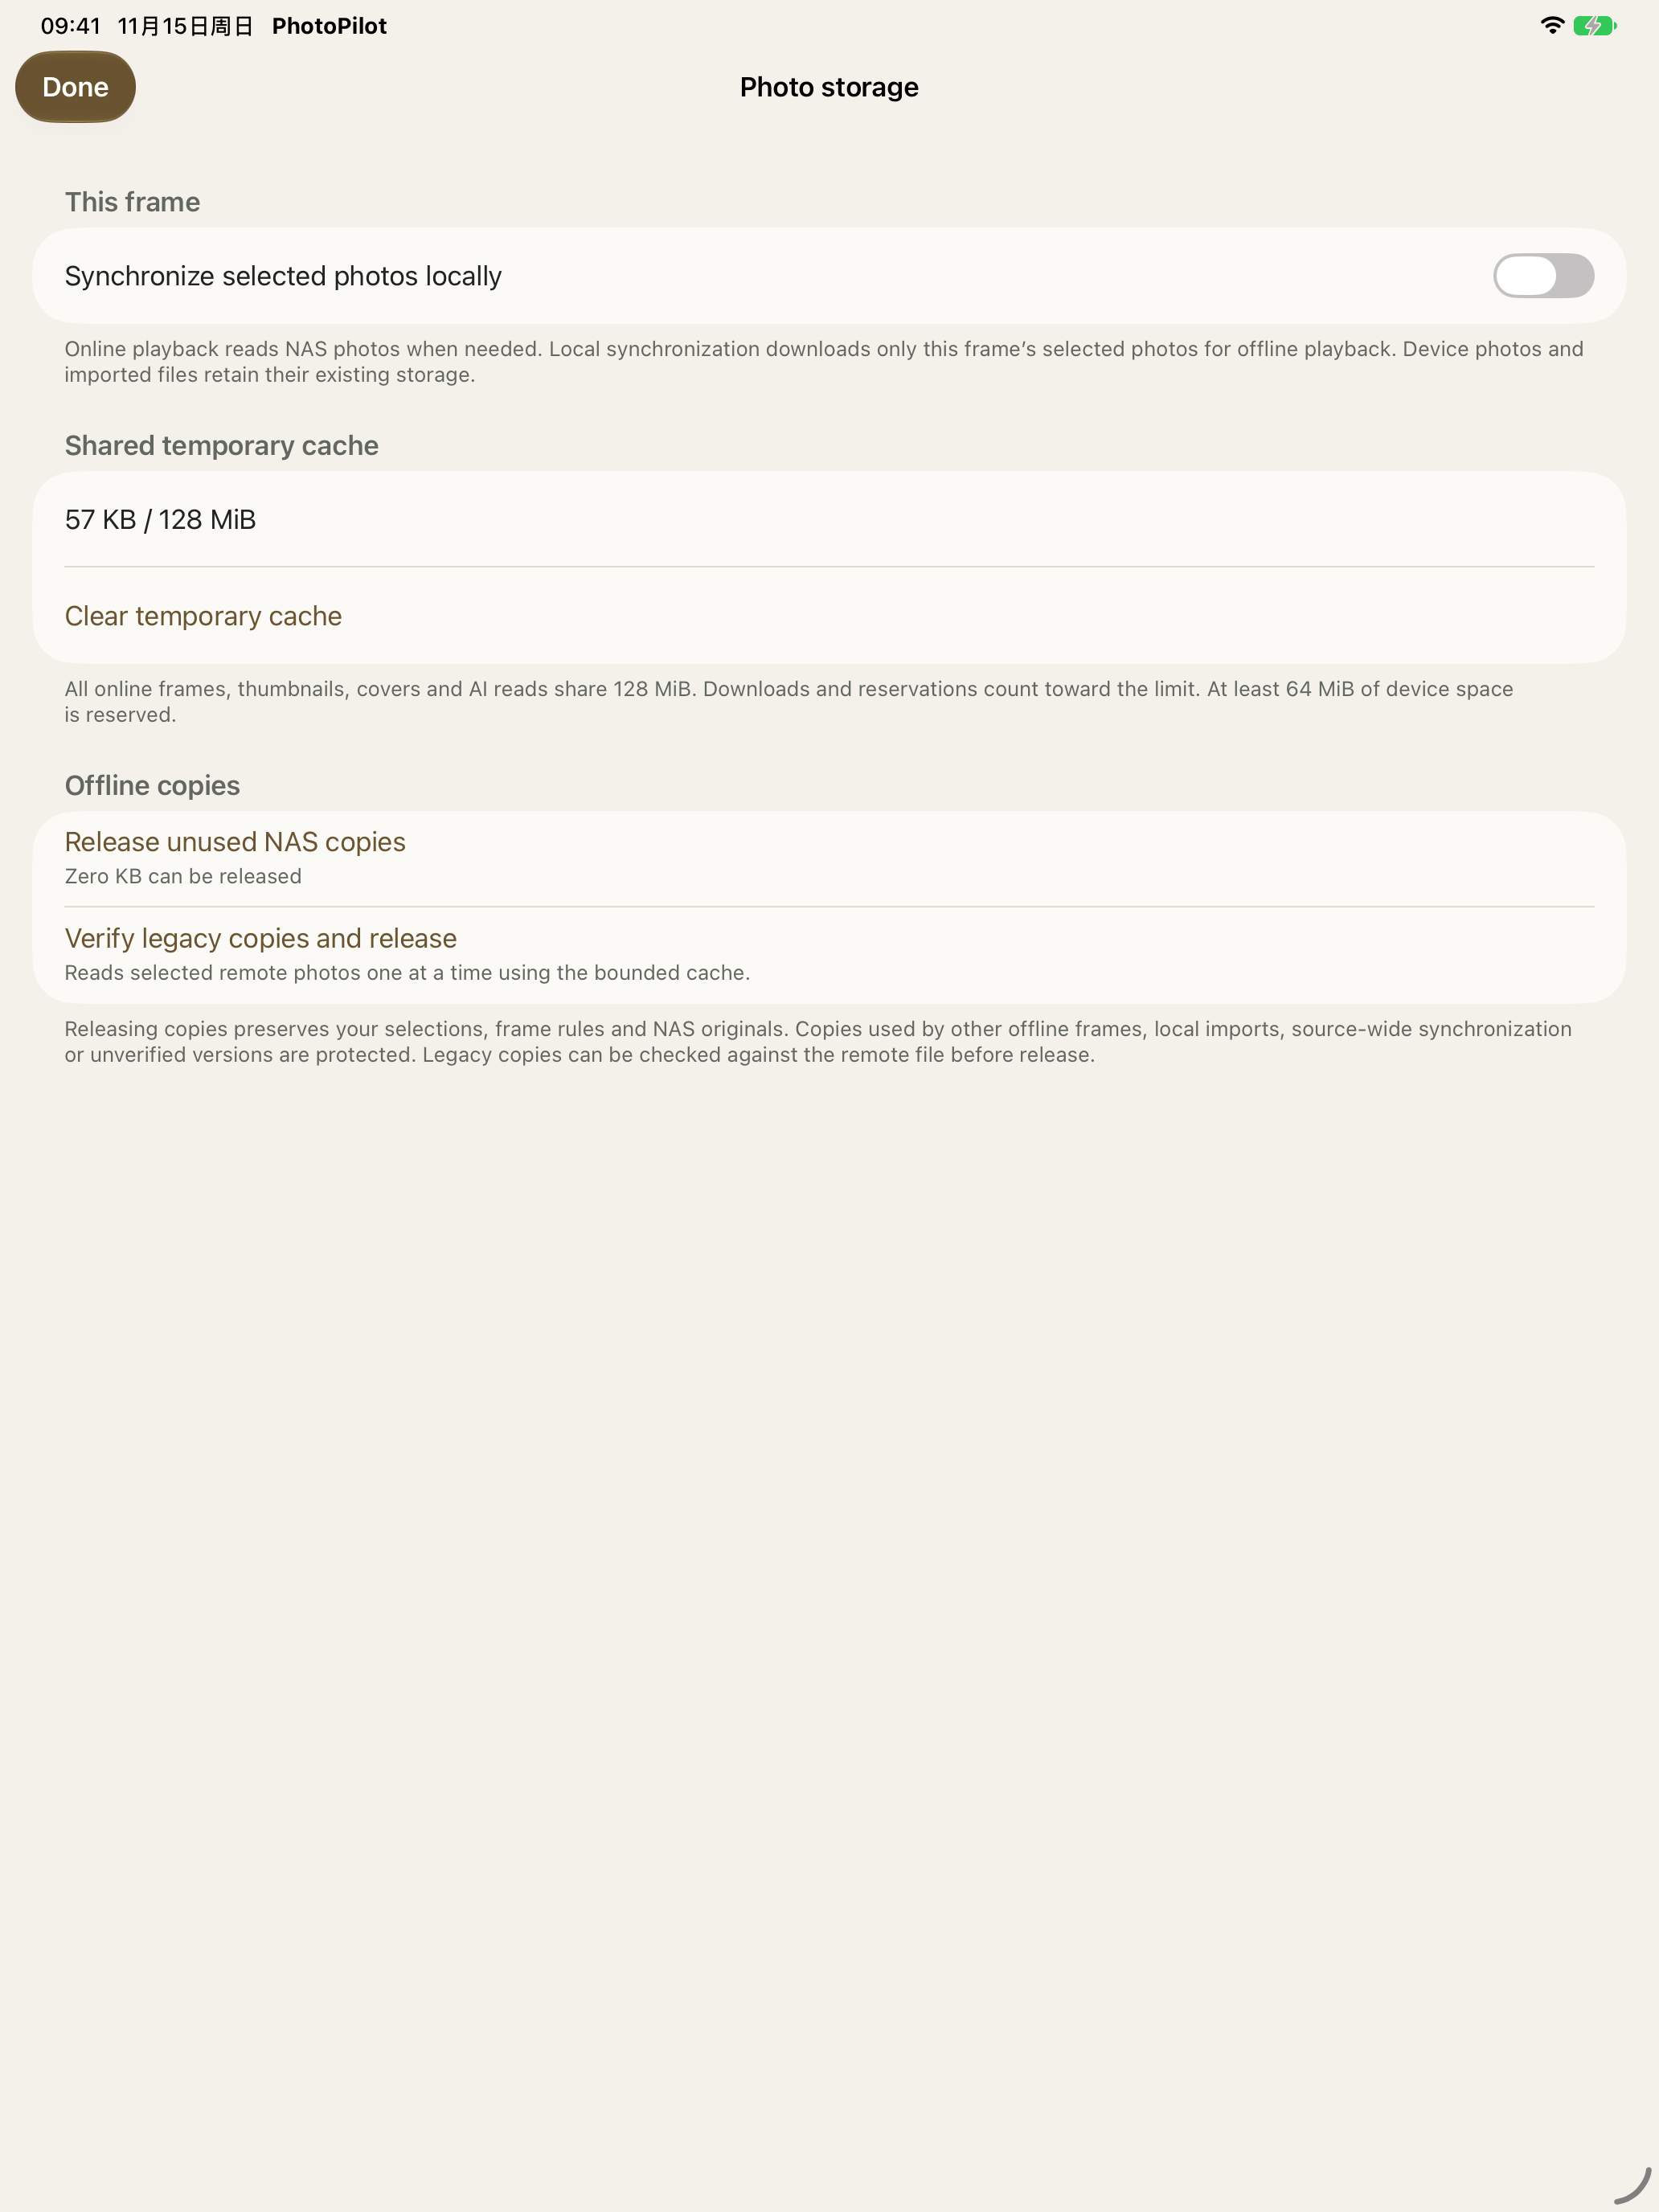 09:41 11月15日周日 PhotoPilot
Done
Photo storage
This frame
Synchronize selected photos locally
Online playback reads NAS photos when needed. Local synchronization downloads only this frame’s selected photos for offline playback. Device photos and
imported files retain their existing storage.
Shared temporary cache
57 KB / 128 MiB
Clear temporary cache
All online frames, thumbnails, covers and AI reads share 128 MiB. Downloads and reservations count toward the limit. At least 64 MiB of device space
is reserved.
Offline copies
Release unused NAS copies
Zero KB can be released
Verify legacy copies and release
Reads selected remote photos one at a time using the bounded cache.
Releasing copies preserves your selections, frame rules and NAS originals. Copies used by other offline frames, local imports, source-wide synchronization
or unverified versions are protected. Legacy copies can be checked against the remote file before release.